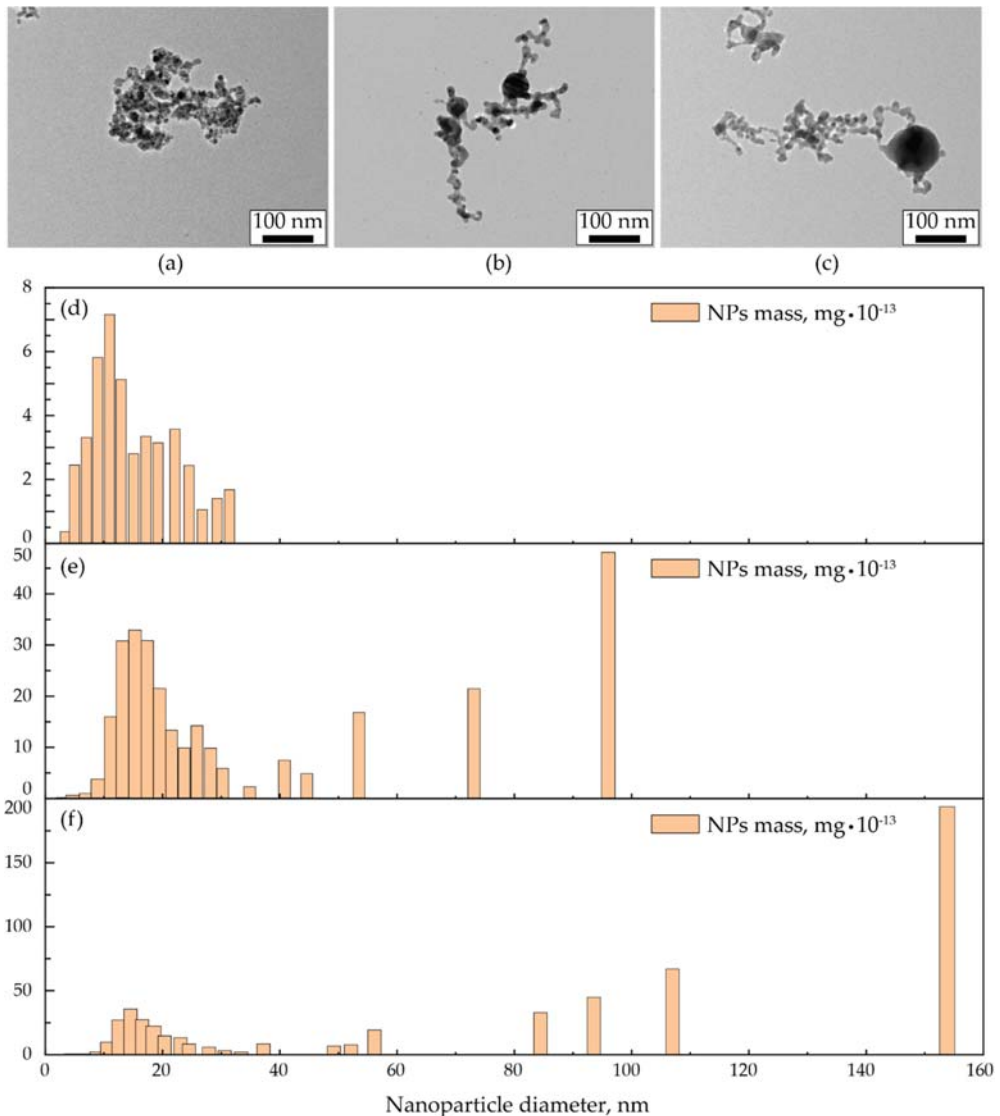 100 nm
100 nm
100 nm
(a)
(b)
(c)
8
6
4
2
0
(d)
NPs mass, mg·10⁻¹³
50
40
30
20
10
0
(e)
NPs mass, mg·10⁻¹³
200
150
100
50
0
(f)
NPs mass, mg·10⁻¹³
0 20 40 60 80 100 120 140 160
Nanoparticle diameter, nm